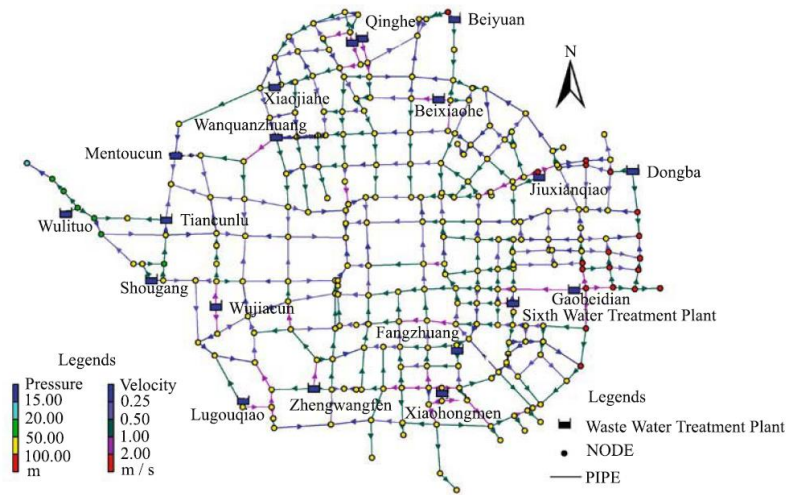 Qinghe
Beiyuan
N
Xiaojiahe
Beixiaohe
Wanquanzhuang
Mentoucun
Dongba
Jiuxianqiao
Wulituo
Tiancunlu
Shougang
Gaobeidian
Wujiacun
Sixth Water Treatment Plant
Fangzhuang
Legends
Pressure
15.00
20.00
50.00
100.00
m
Velocity
0.25
0.50
1.00
2.00
m / s
Lugouqiao
Zhengwangfen
Xiaohongmen
Legends
Waste Water Treatment Plant
NODE
PIPE